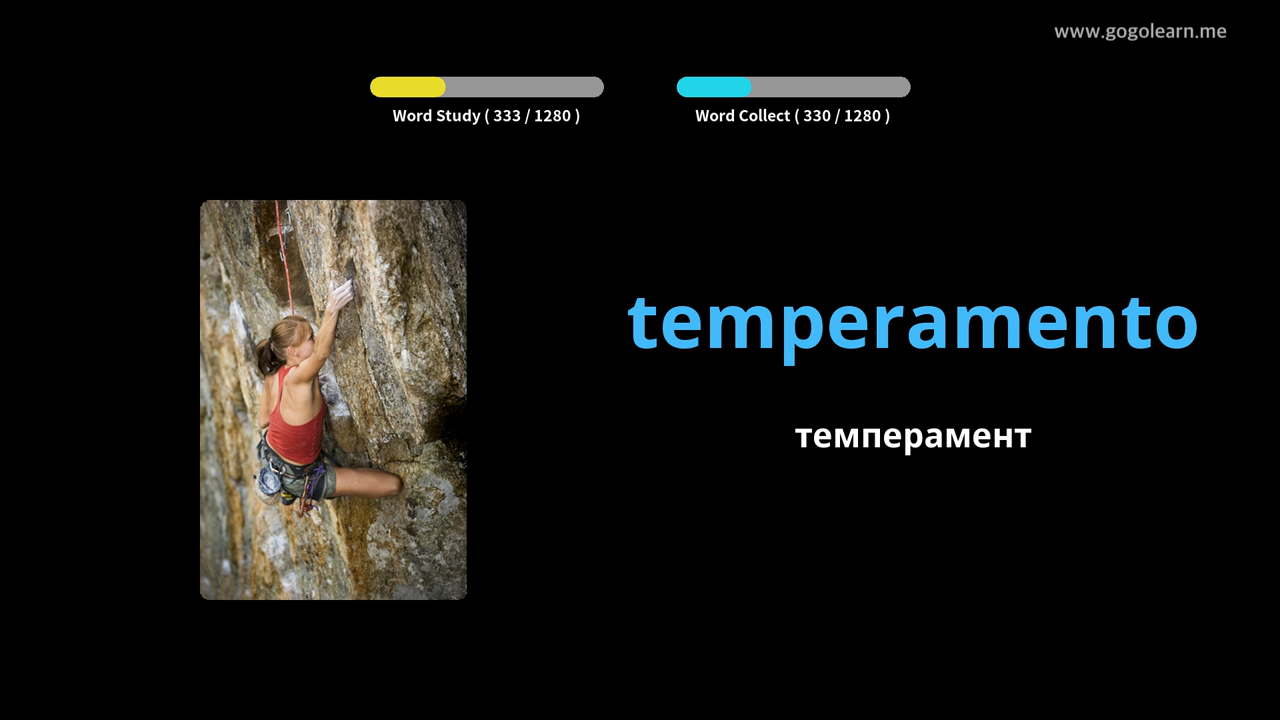 www.gogolearn.me
Word Study ( 333 / 1280 )
Word Collect ( 330 / 1280 )
temperamento
темперамент